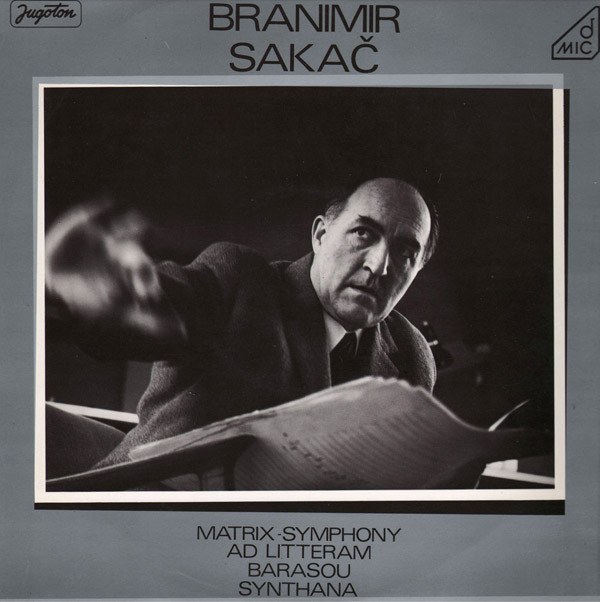 Jugoton
BRANIMIR
SAKAČ
d
MIC
MATRIX-SYMPHONY
AD LITTERAM
BARASOU
SYNTHANA